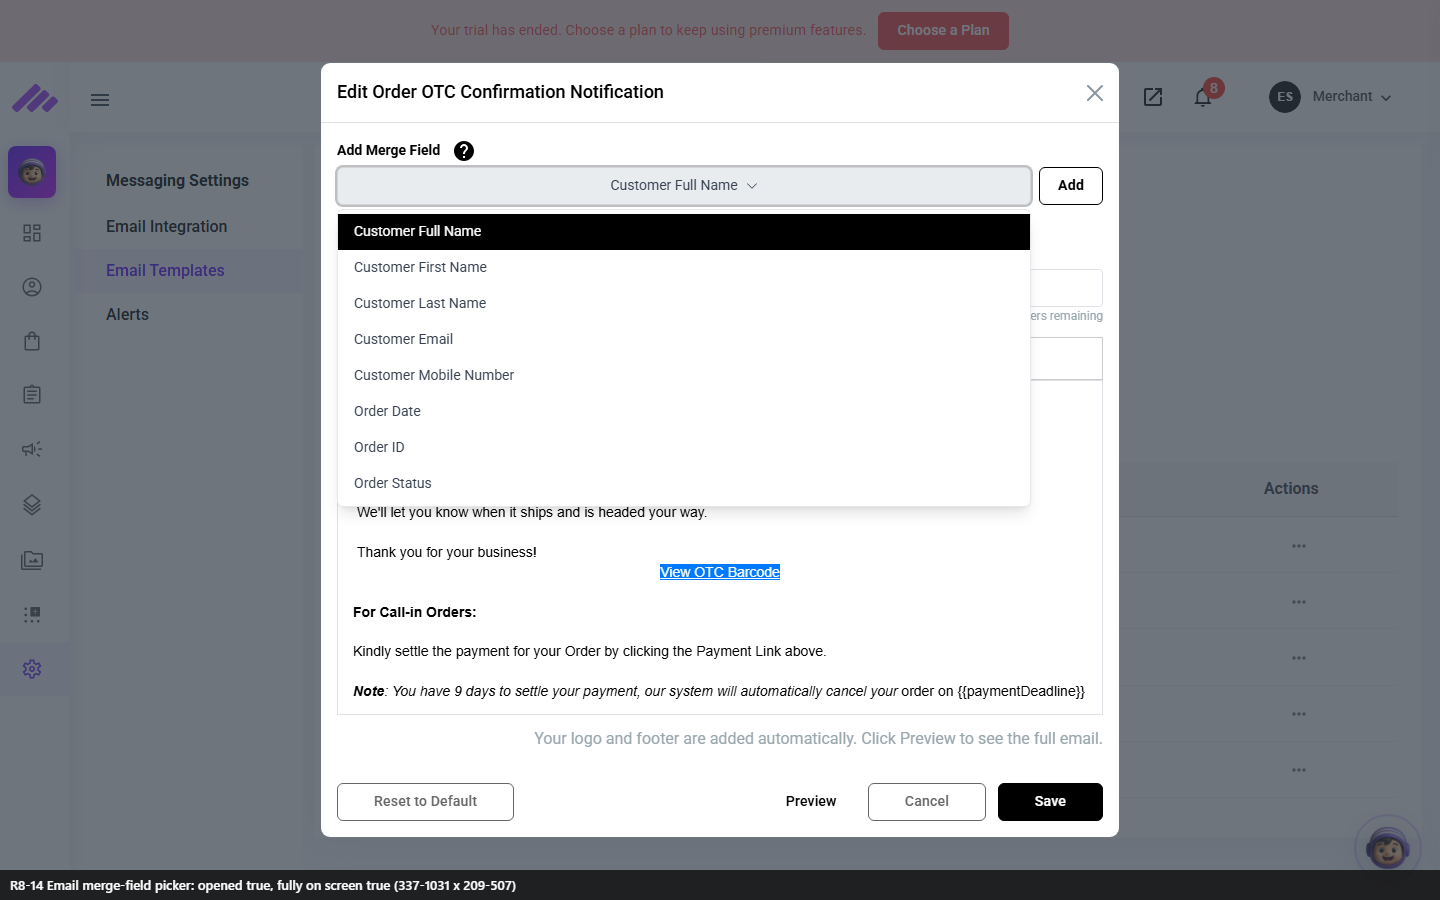 Your trial has ended. Choose a plan to keep using premium features.
Choose a Plan
Edit Order OTC Confirmation Notification
8
ES
Merchant
Messaging Settings
Email Integration
Email Templates
Alerts
Add Merge Field
?
Customer Full Name
Add
Customer Full Name
Customer First Name
Customer Last Name
Customer Email
Customer Mobile Number
Order Date
Order ID
Order Status
remaining
We'll let you know when it ships and is headed your way.
Thank you for your business!
View OTC Barcode
For Call-in Orders:
Kindly settle the payment for your Order by clicking the Payment Link above.
Note: You have 9 days to settle your payment, our system will automatically cancel your order on {{paymentDeadline}}
Your logo and footer are added automatically. Click Preview to see the full email.
Reset to Default
Preview
Cancel
Save
Actions
R8-14 Email merge-field picker: opened true, fully on screen true (337-1031 x 209-507)